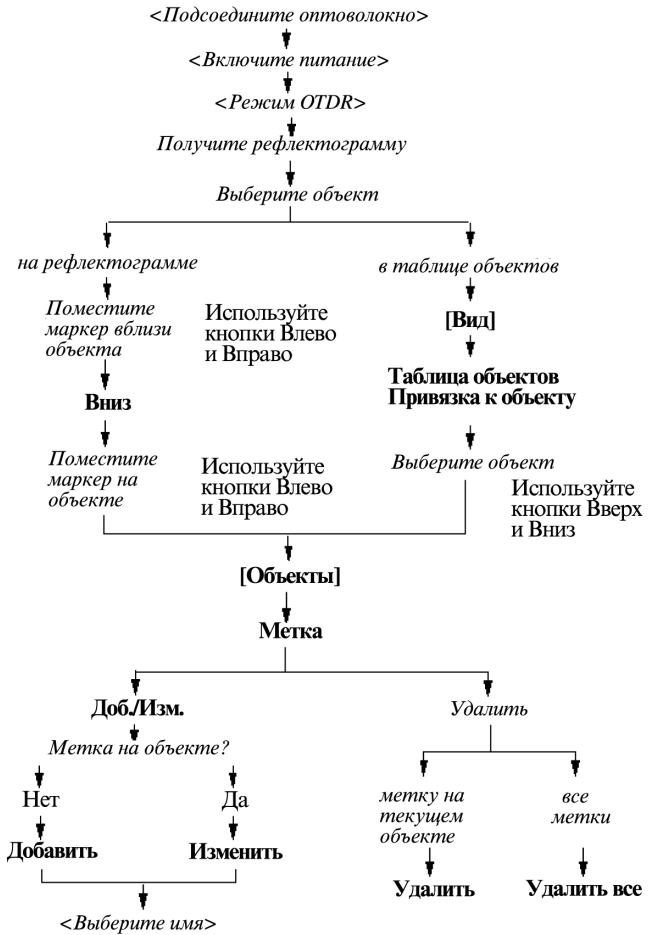 <Подсоедините оптоволокно>
<Включите питание>
<Режим OTDR>
Получите рефлектограмму
Выберите объект
на рефлектограмме
в таблице объектов
Поместите
маркер вблизи
объекта
Используйте
кнопки Влево
и Вправо
[Вид]
Таблица объектов
Привязка к объекту
Вниз
Поместите
маркер на
объекте
Используйте
кнопки Влево
и Вправо
Выберите объект
Используйте
кнопки Вверх
и Вниз
[Объекты]
Метка
Доб./Изм.
Удалить
Метка на объекте?
Нет
Да
метку на
текущем
объекте
все
метки
Добавить
Изменить
Удалить
Удалить все
<Выберите имя>